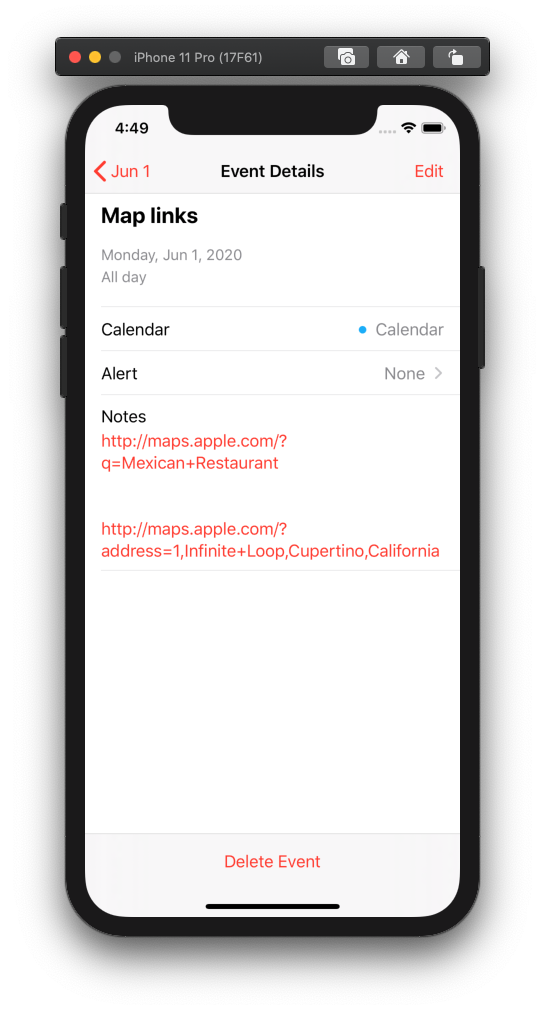 iPhone 11 Pro (17F61)
4:49
Jun 1 Event Details Edit
Map links
Monday, Jun 1, 2020
All day
Calendar Calendar
Alert None
Notes
http://maps.apple.com/?
q=Mexican+Restaurant
http://maps.apple.com/?
address=1,Infinite+Loop,Cupertino,California
Delete Event